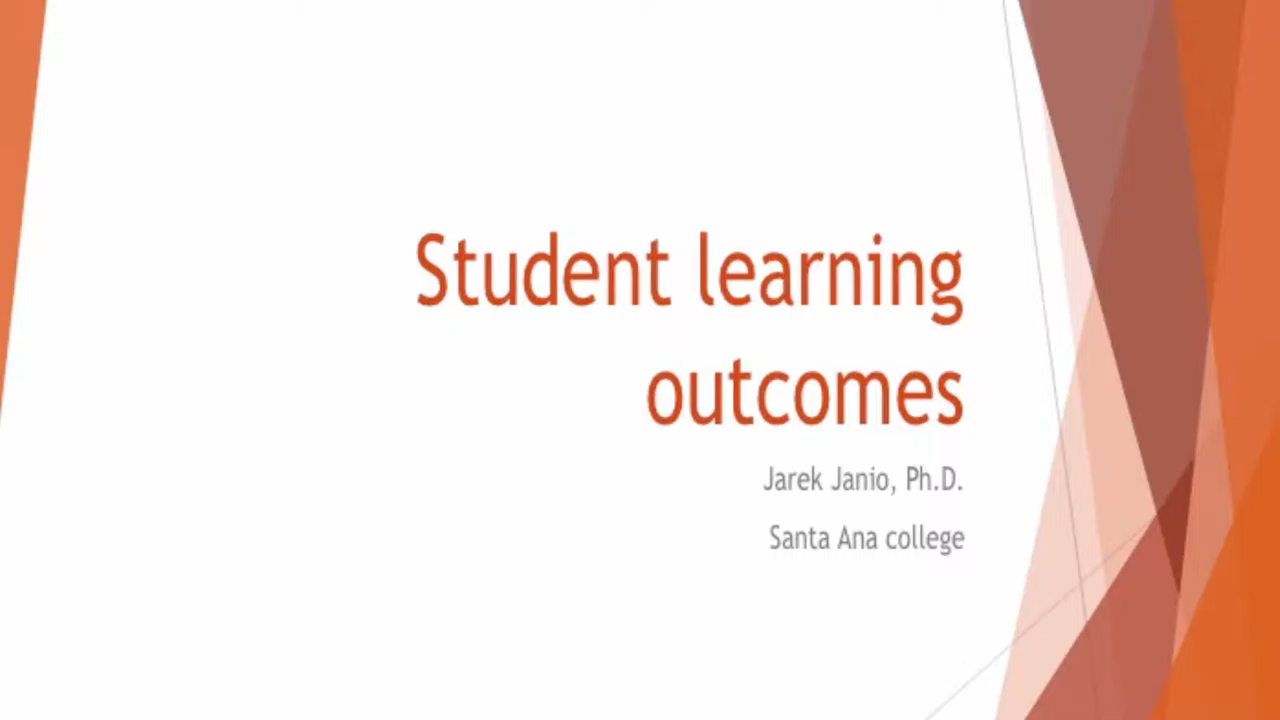 Student learning
outcomes
Jarek Janio, Ph.D.
Santa Ana college